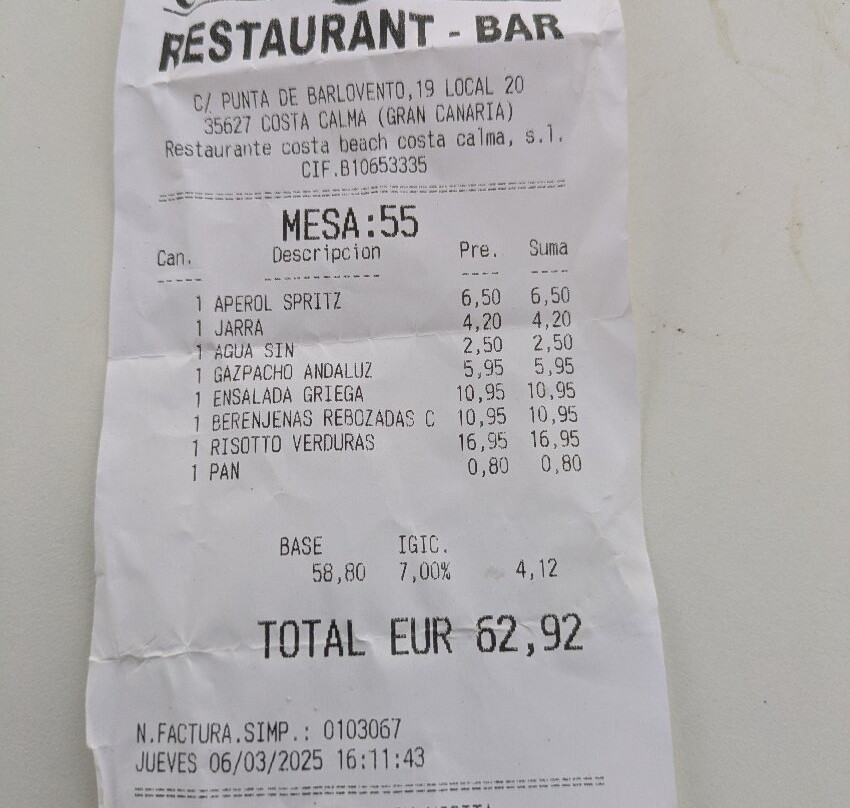 RESTAURANT - BAR
C/ PUNTA DE BARLOVENTO,19 LOCAL 20
35627 COSTA CALMA (GRAN CANARIA)
Restaurante costa beach costa calma, s.l.
CIF.B10653335
MESA:55
Can. Descripcion Pre. Suma
1 APEROL SPRITZ 6,50 6,50
1 JARRA 4,20 4,20
1 AGUA SIN 2,50 2,50
1 GAZPACHO ANDALUZ 5,95 5,95
1 ENSALADA GRIEGA 10,95 10,95
1 BERENJENAS REBOZADAS C 10,95 10,95
1 RISOTTO VERDURAS 16,95 16,95
1 PAN 0,80 0,80
BASE IGIC.
58,80 7,00% 4,12
TOTAL EUR 62,92
N.FACTURA.SIMP.: 0103067
JUEVES 06/03/2025 16:11:43